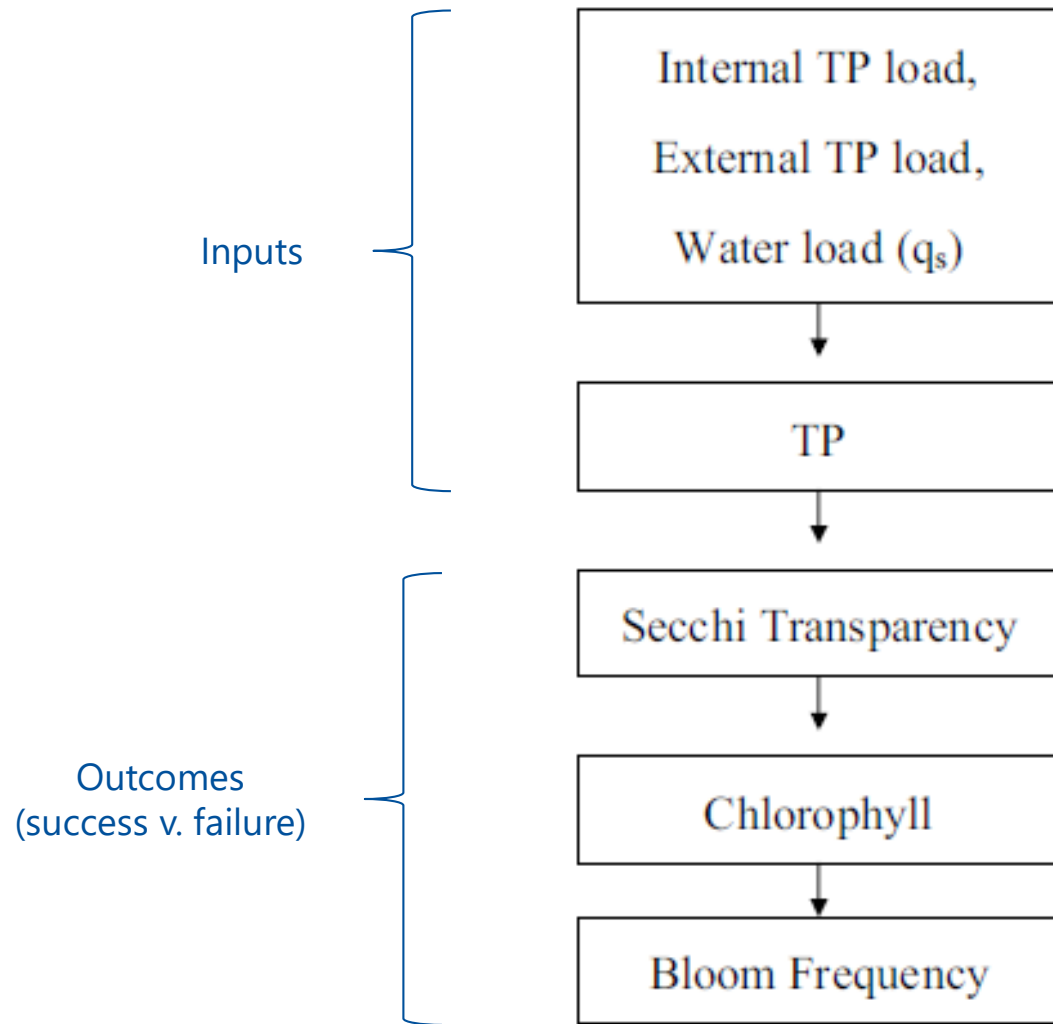 Inputs
Internal TP load,
External TP load,
Water load (qₛ)
TP
Outcomes
(success v. failure)
Secchi Transparency
Chlorophyll
Bloom Frequency